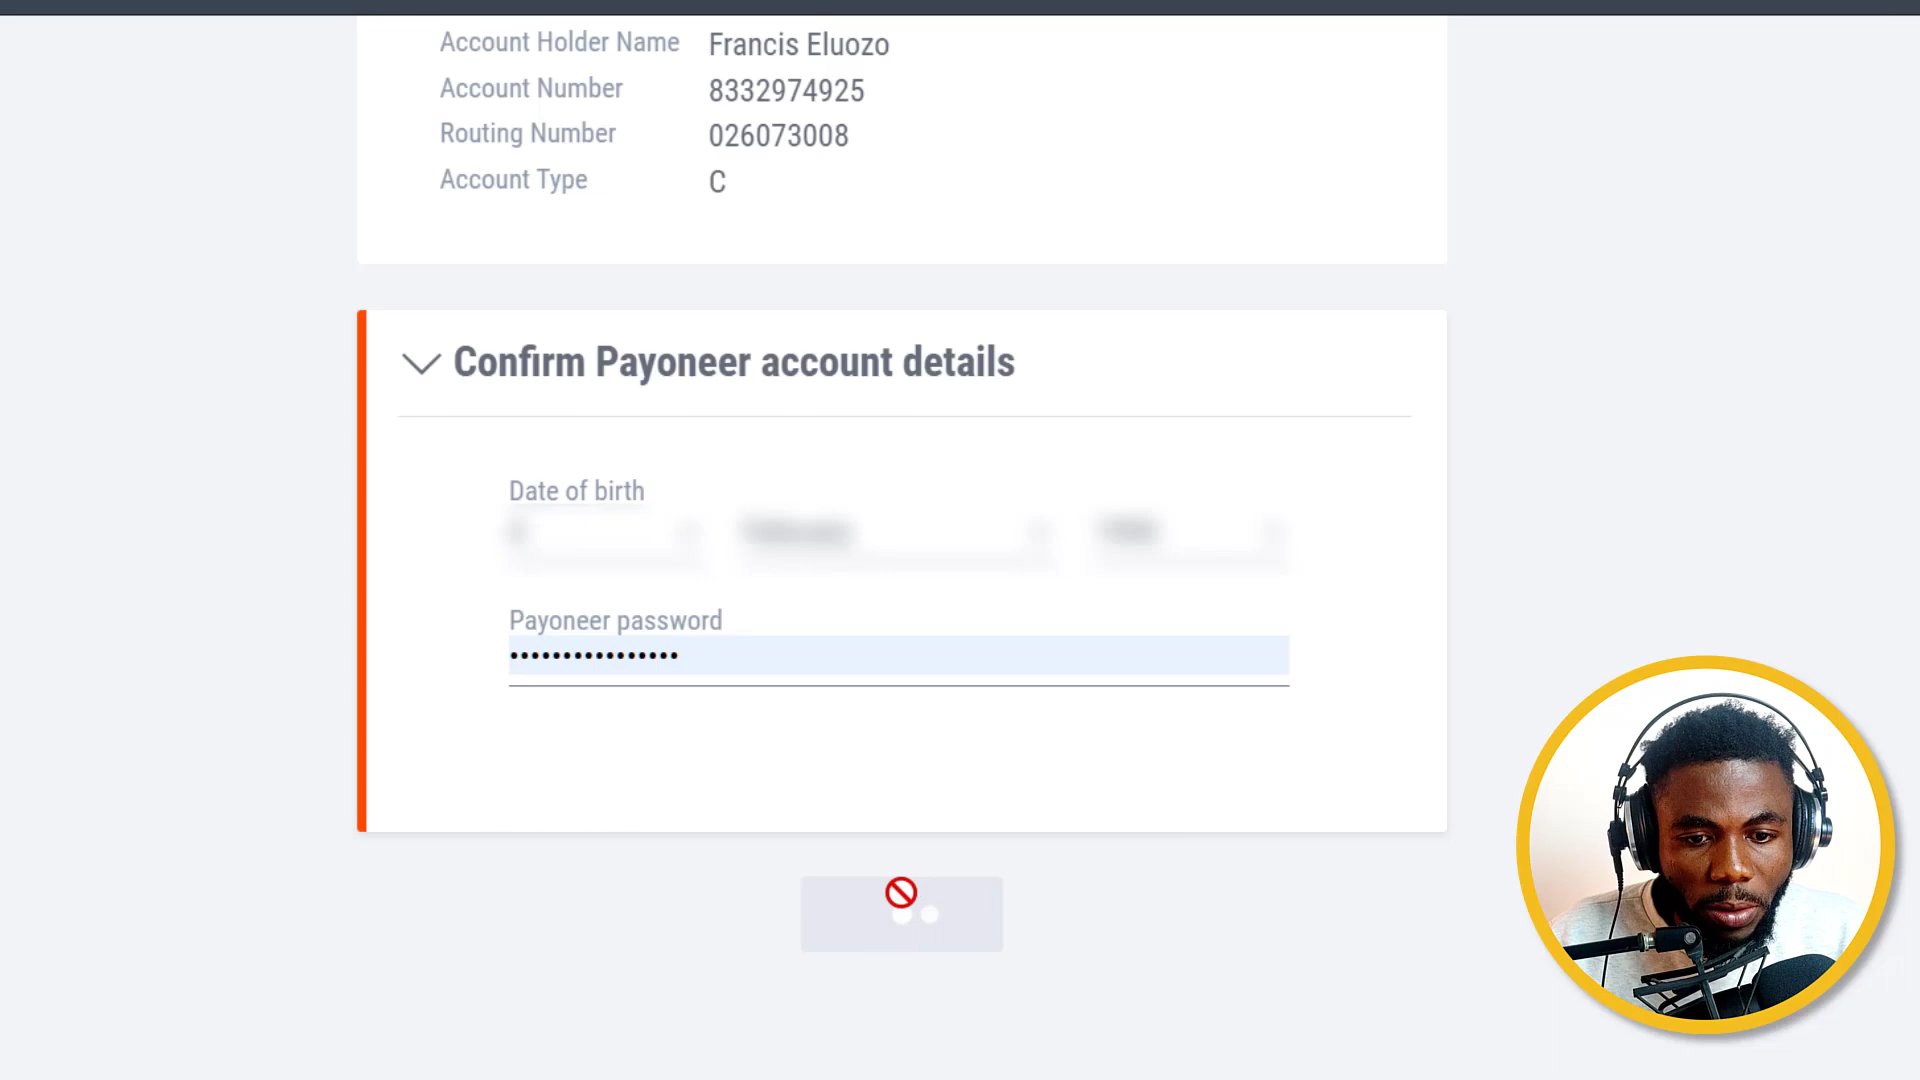 Account Holder Name Francis Eluozo
Account Number 8332974925
Routing Number 026073008
Account Type C
Confirm Payoneer account details
Date of birth
Payoneer password
••••••••••••••••